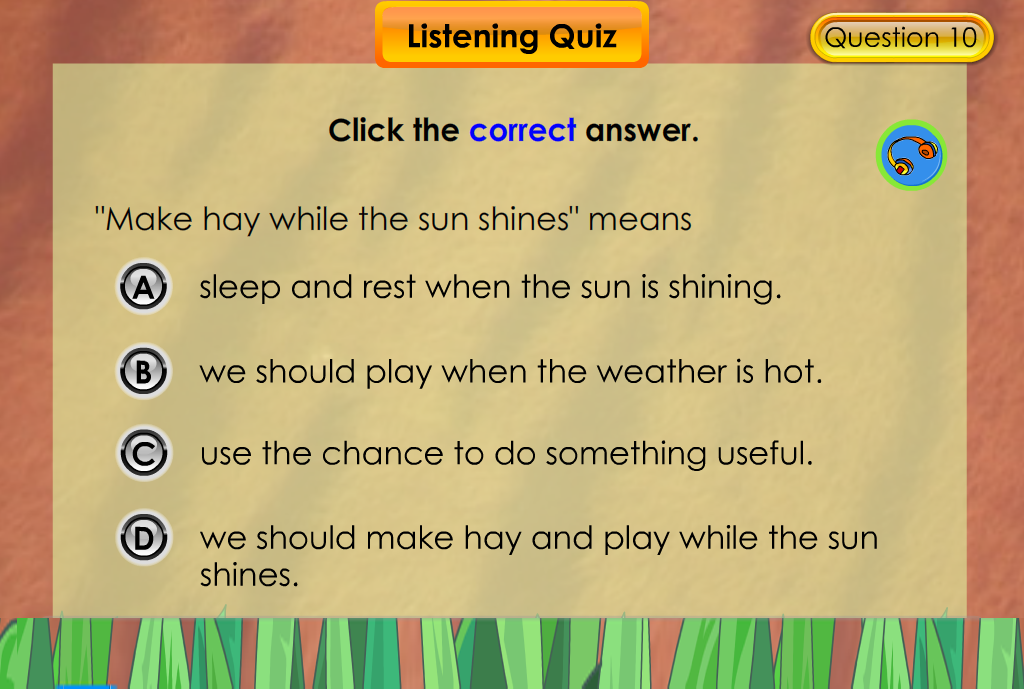 Listening Quiz
Question 10
Click the correct answer.
"Make hay while the sun shines" means
A sleep and rest when the sun is shining.
B we should play when the weather is hot.
C use the chance to do something useful.
D we should make hay and play while the sun
shines.